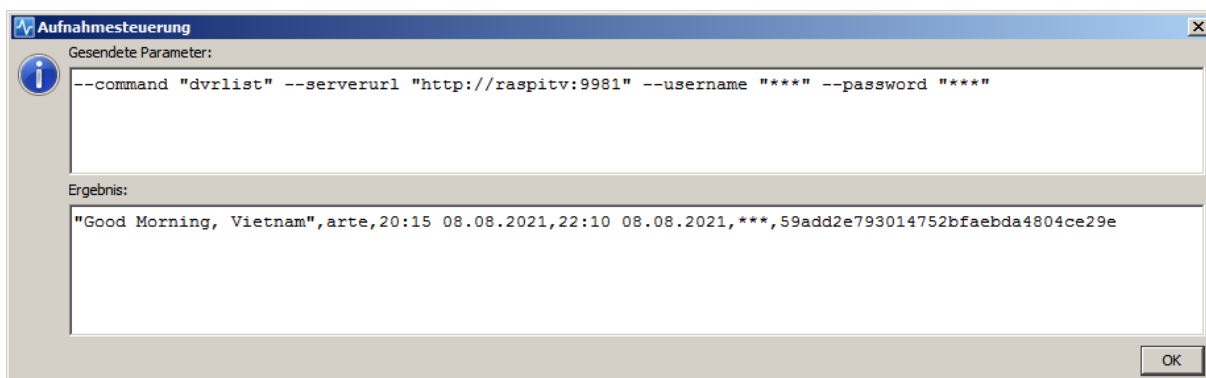 Aufnahmesteuerung
Gesendete Parameter:
--command "dvrlist" --serverurl "http://raspitv:9981" --username "***" --password "***"
Ergebnis:
"Good Morning, Vietnam",arte,20:15 08.08.2021,22:10 08.08.2021,***,59add2e793014752bfaebda4804ce29e
OK